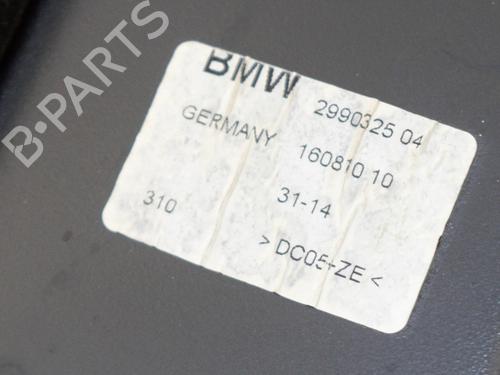 B-PARTS
BMW
2990325 04
GERMANY
160810 10
310
31-14
> DC05+ZE <